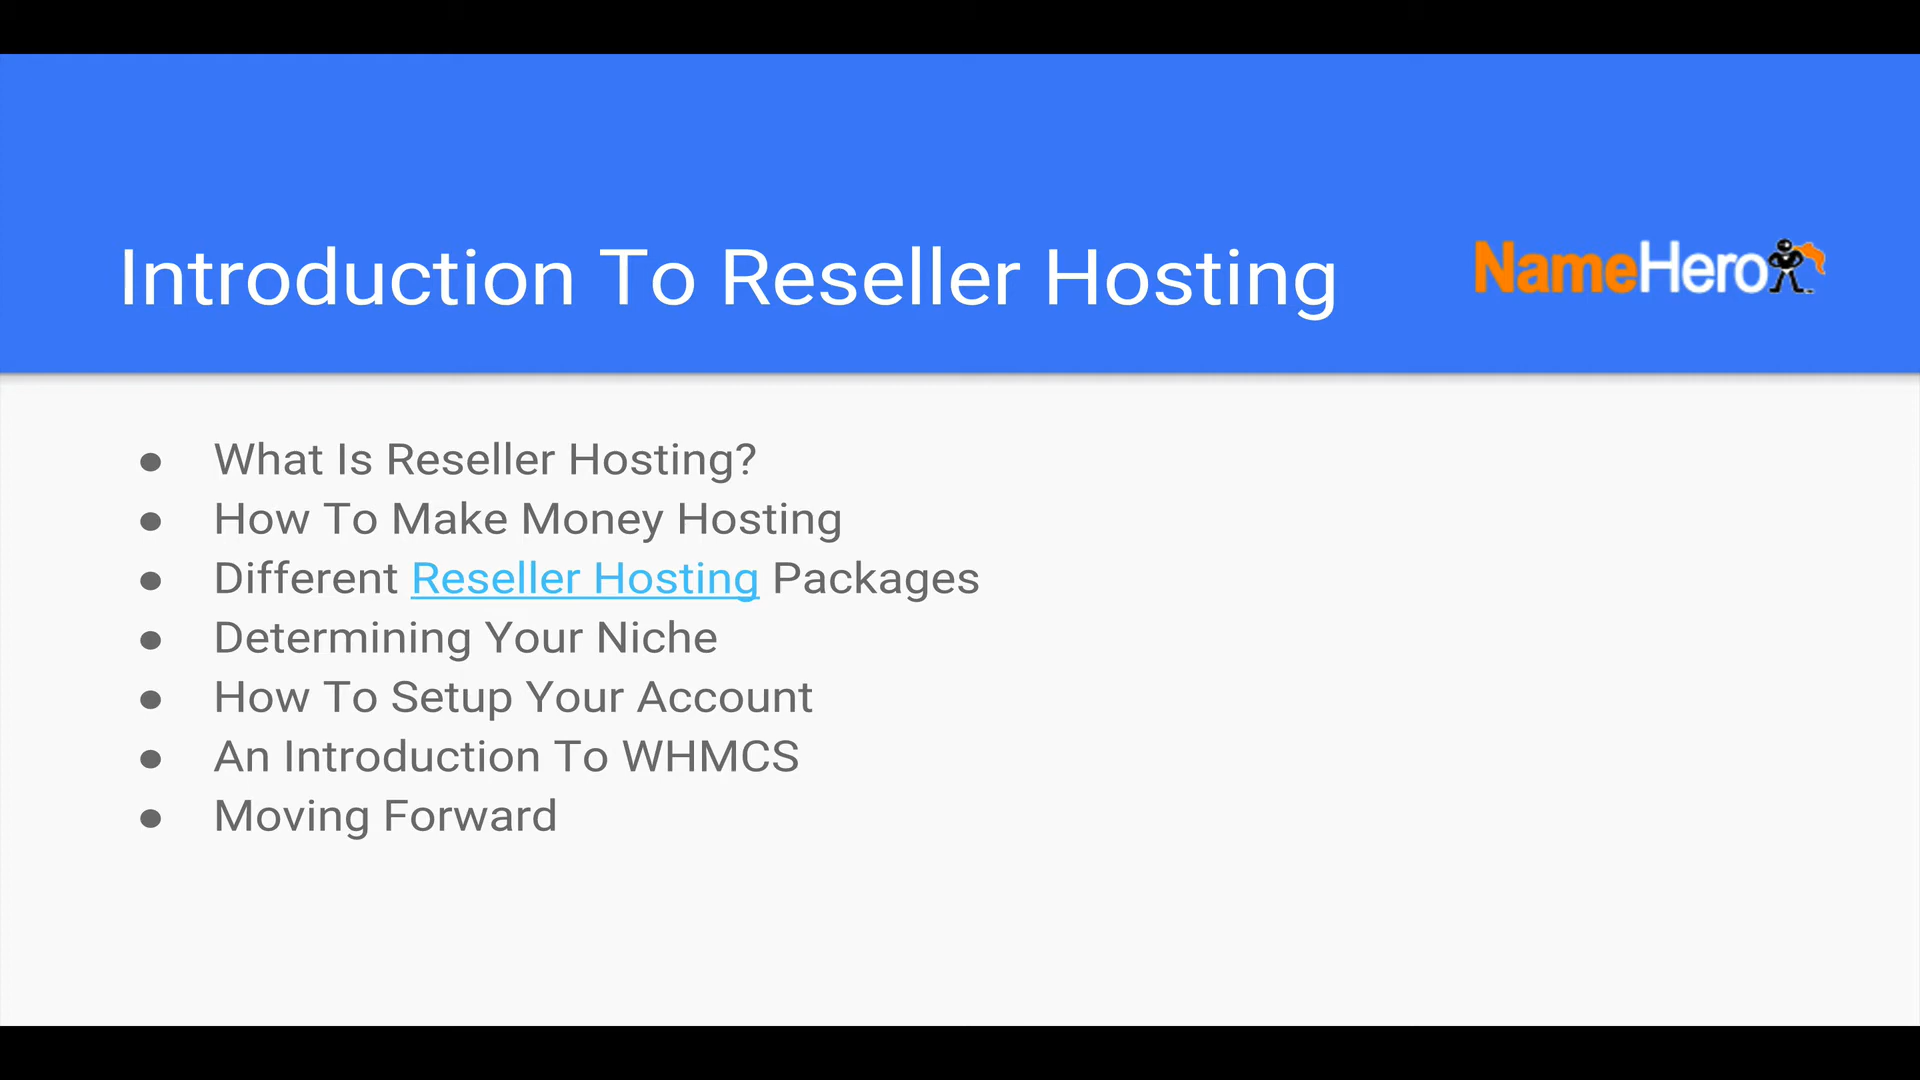 Introduction To Reseller Hosting
NameHero
What Is Reseller Hosting?
How To Make Money Hosting
Different Reseller Hosting Packages
Determining Your Niche
How To Setup Your Account
An Introduction To WHMCS
Moving Forward